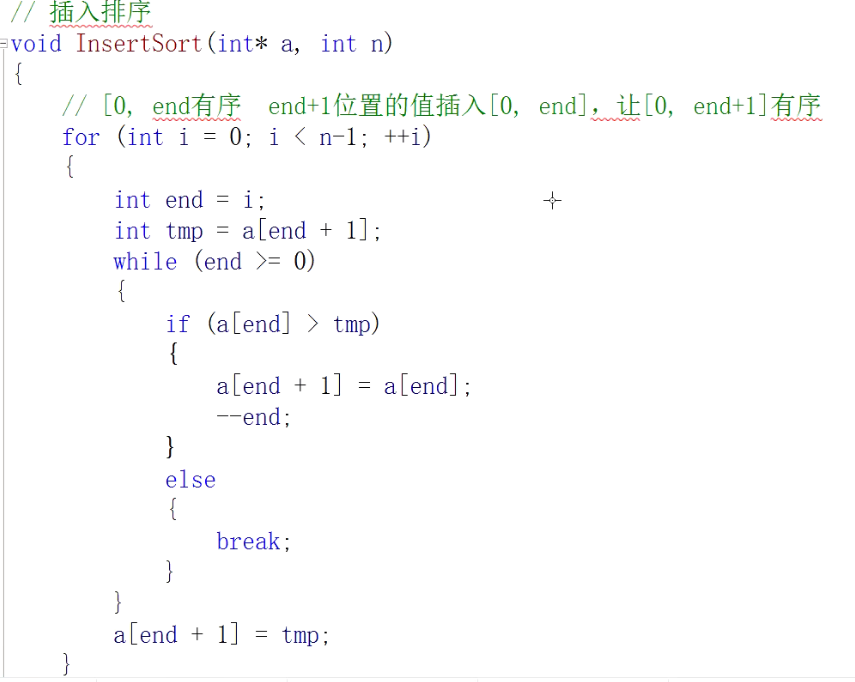 // 插入排序
void InsertSort(int* a, int n)
{
    // [0, end有序  end+1位置的值插入[0, end]，让[0, end+1]有序
    for (int i = 0; i < n-1; ++i)
    {
        int end = i;
        int tmp = a[end + 1];
        while (end >= 0)
        {
            if (a[end] > tmp)
            {
                a[end + 1] = a[end];
                --end;
            }
            else
            {
                break;
            }
        }
        a[end + 1] = tmp;
    }